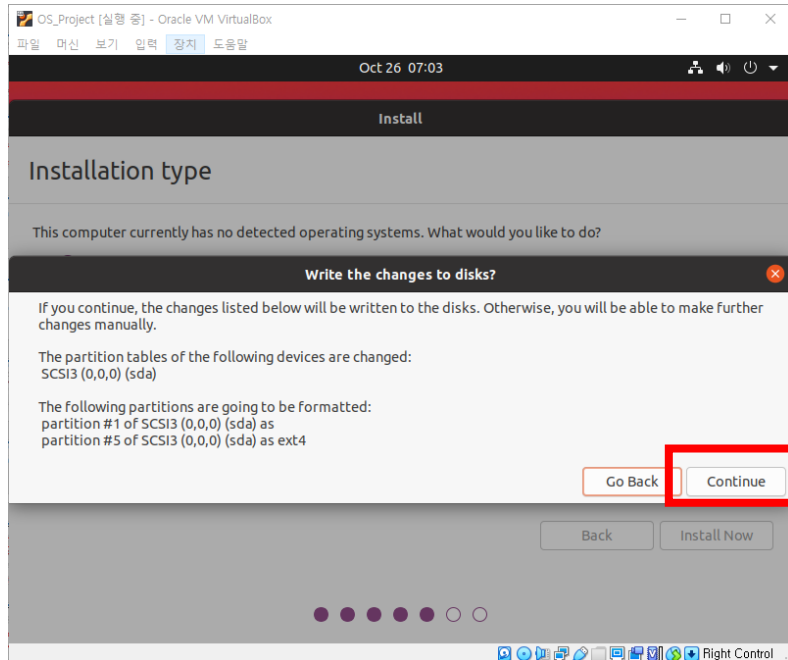 OS_Project [실행 중] - Oracle VM VirtualBox
파일 머신 보기 입력 장치 도움말
Oct 26 07:03
Install
Installation type
This computer currently has no detected operating systems. What would you like to do?
Write the changes to disks?
If you continue, the changes listed below will be written to the disks. Otherwise, you will be able to make further
changes manually.
The partition tables of the following devices are changed:
SCSI3 (0,0,0) (sda)
The following partitions are going to be formatted:
partition #1 of SCSI3 (0,0,0) (sda) as
partition #5 of SCSI3 (0,0,0) (sda) as ext4
Go Back Continue
Back Install Now
Right Control